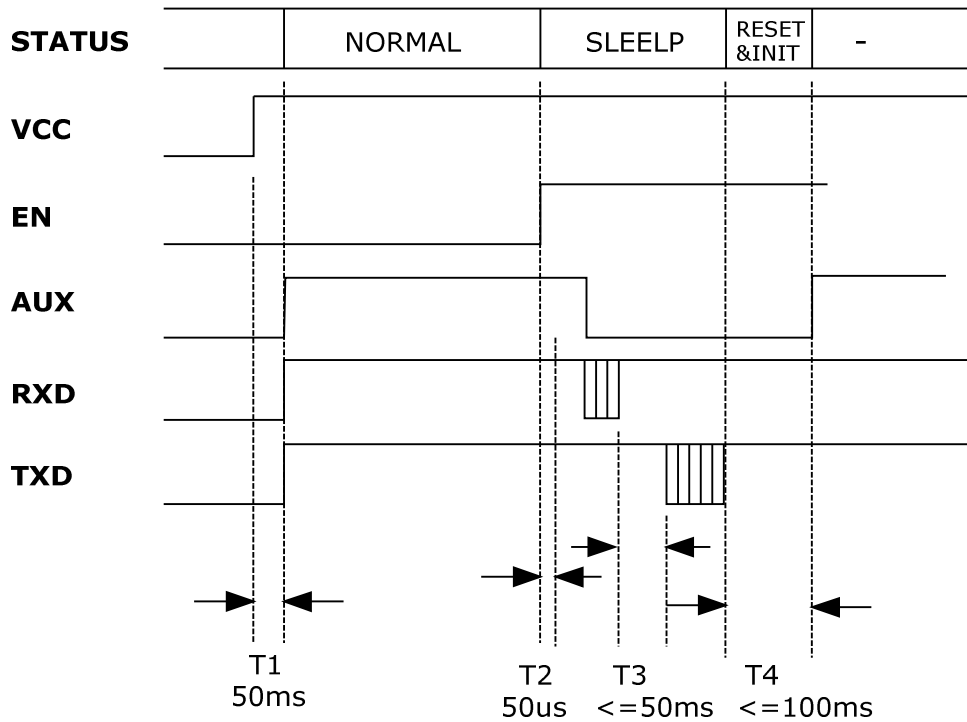 STATUS NORMAL SLEELP RESET &INIT -
VCC
EN
AUX
RXD
TXD
T1 T2 T3 T4
50ms 50us <=50ms <=100ms